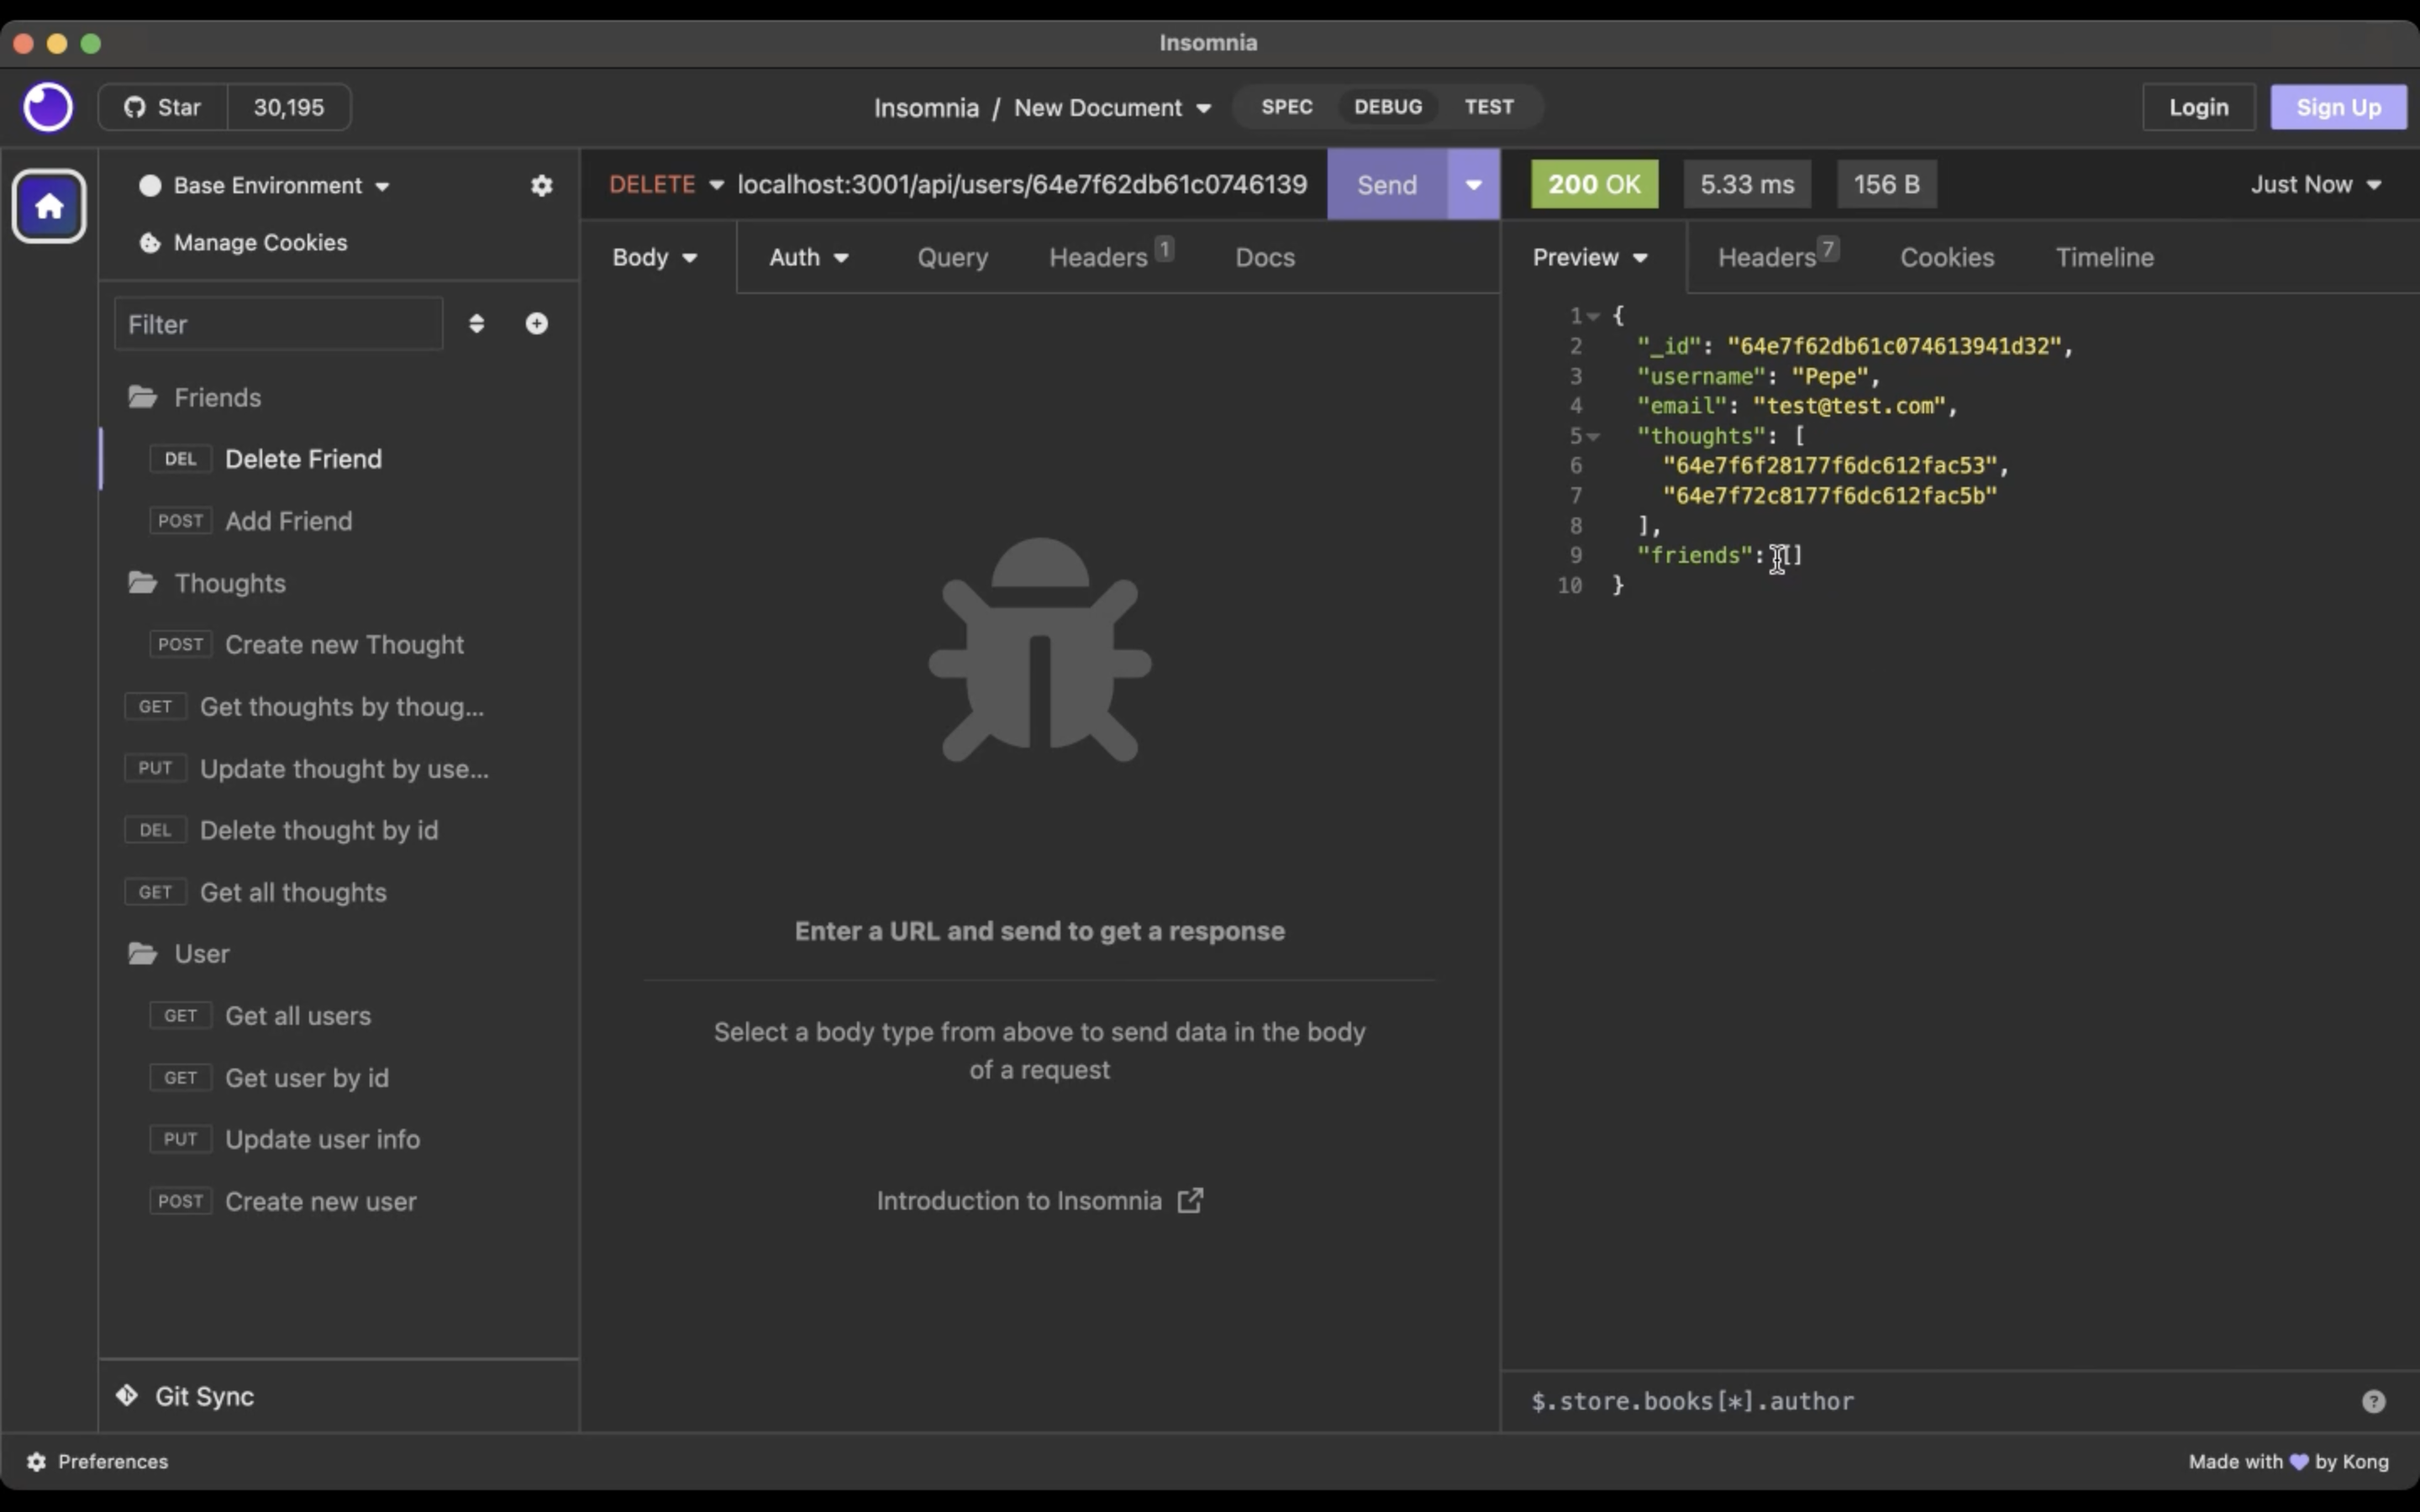 Insomnia
Star 30,195
Insomnia / New Document
SPEC DEBUG TEST
Login Sign Up
Base Environment
Manage Cookies
Filter
Friends
DEL Delete Friend
POST Add Friend
Thoughts
POST Create new Thought
GET Get thoughts by thoug...
PUT Update thought by use...
DEL Delete thought by id
GET Get all thoughts
User
GET Get all users
GET Get user by id
PUT Update user info
POST Create new user
Git Sync
DELETE localhost:3001/api/users/64e7f62db61c0746139 Send
Body Auth Query Headers 1 Docs
Enter a URL and send to get a response
Select a body type from above to send data in the body
of a request
Introduction to Insomnia
200 OK 5.33 ms 156 B Just Now
Preview Headers 7 Cookies Timeline
1 {
2 "_id": "64e7f62db61c074613941d32",
3 "username": "Pepe",
4 "email": "test@test.com",
5 "thoughts": [
6 "64e7f6f28177f6dc612fac53",
7 "64e7f72c8177f6dc612fac5b"
8 ],
9 "friends": []
10 }
$.store.books[*].author ?
Preferences
Made with 💜 by Kong